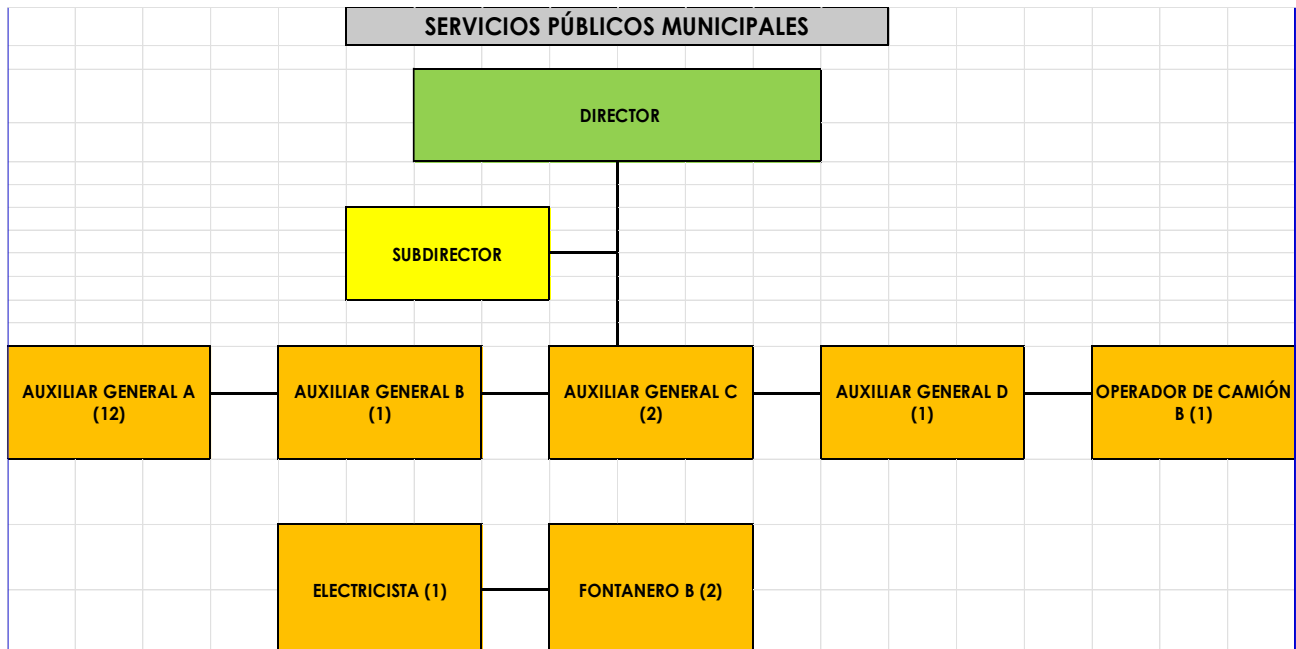 SERVICIOS PÚBLICOS MUNICIPALES
DIRECTOR
SUBDIRECTOR
AUXILIAR GENERAL A
(12)
AUXILIAR GENERAL B
(1)
AUXILIAR GENERAL C
(2)
AUXILIAR GENERAL D
(1)
OPERADOR DE CAMIÓN
B (1)
ELECTRICISTA (1)
FONTANERO B (2)